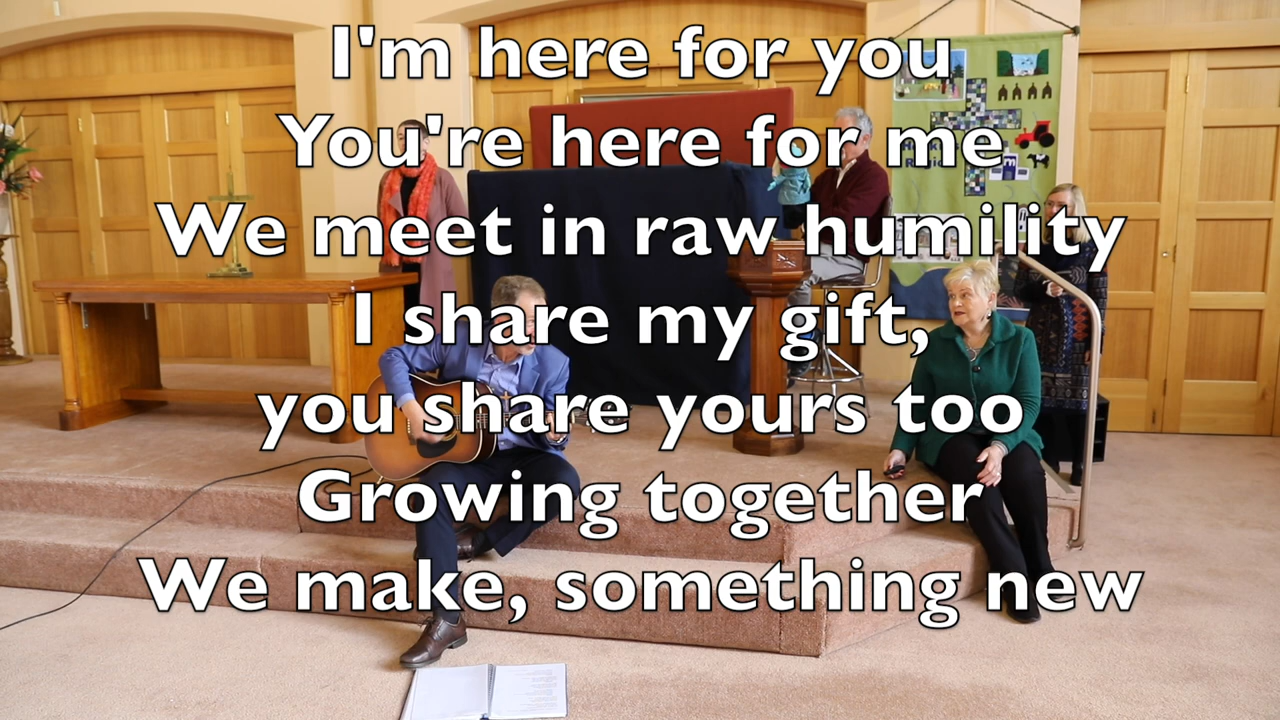 I'm here for you
You're here for me
We meet in raw humility
I share my gift,
you share yours too
Growing together
We make, something new